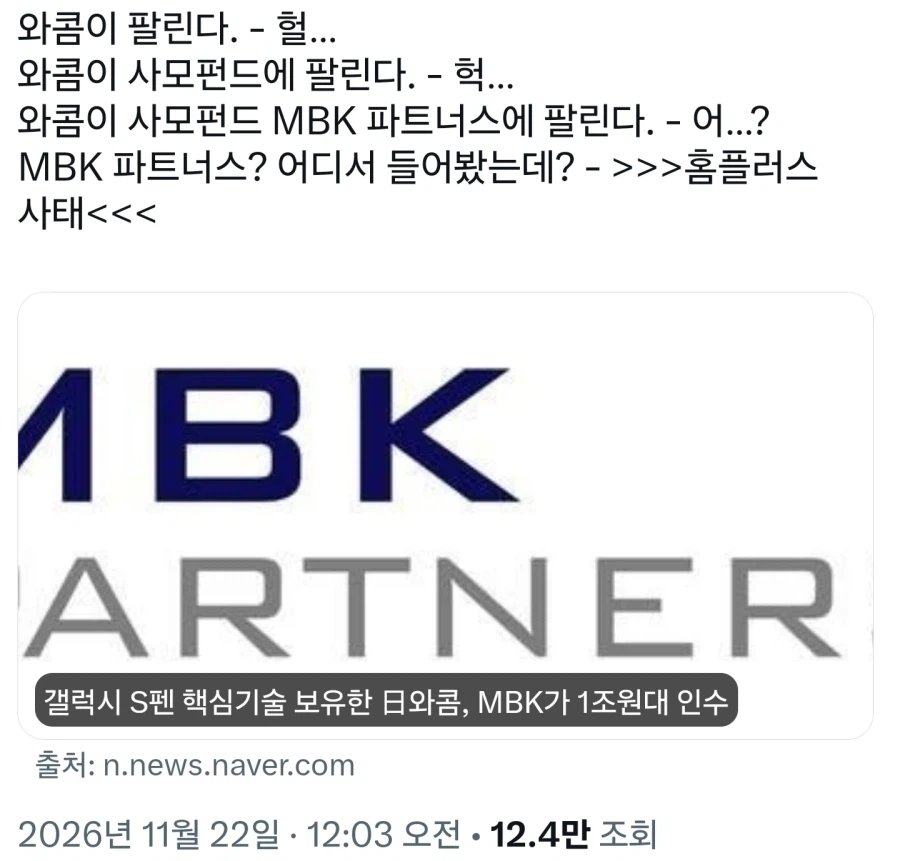 와콤이 팔린다. - 헐...
와콤이 사모펀드에 팔린다. - 헉...
와콤이 사모펀드 MBK 파트너스에 팔린다. - 어...?
MBK 파트너스? 어디서 들어봤는데? - >>>홈플러스
사태<<<
MBK
ARTNER
갤럭시 S펜 핵심기술 보유한 日와콤, MBK가 1조원대 인수
출처: n.news.naver.com
2026년 11월 22일 · 12:03 오전 • 12.4만 조회